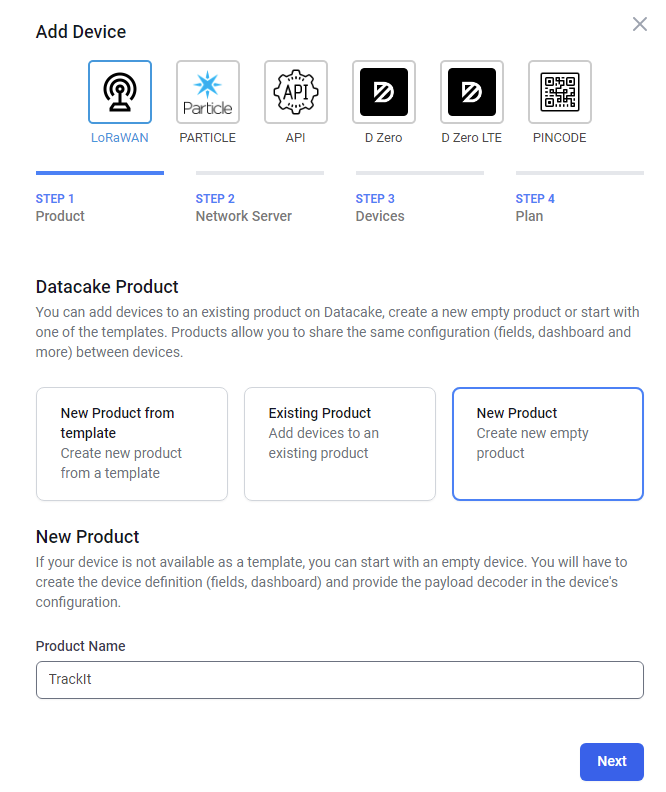 Add Device
Particle
API
LoRaWAN
PARTICLE
API
D Zero
D Zero LTE
PINCODE
STEP 1
Product
STEP 2
Network Server
STEP 3
Devices
STEP 4
Plan
Datacake Product
You can add devices to an existing product on Datacake, create a new empty product or start with
one of the templates. Products allow you to share the same configuration (fields, dashboard and
more) between devices.
New Product from
template
Create new product
from a template
Existing Product
Add devices to an
existing product
New Product
Create new empty
product
New Product
If your device is not available as a template, you can start with an empty device. You will have to
create the device definition (fields, dashboard) and provide the payload decoder in the device's
configuration.
Product Name
TrackIt
Next